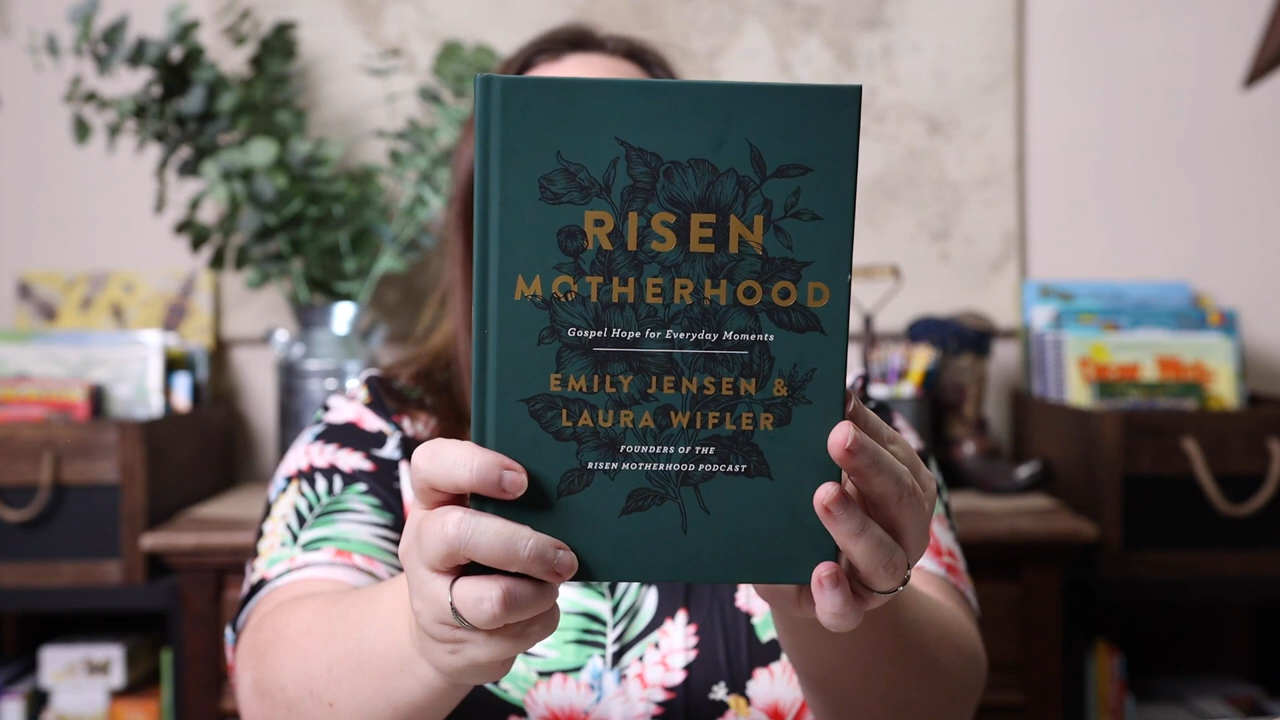 RISEN
MOTHERHOOD
Gospel Hope for Everyday Moments
EMILY JENSEN &
LAURA WIFLER
FOUNDERS OF THE
RISEN MOTHERHOOD PODCAST